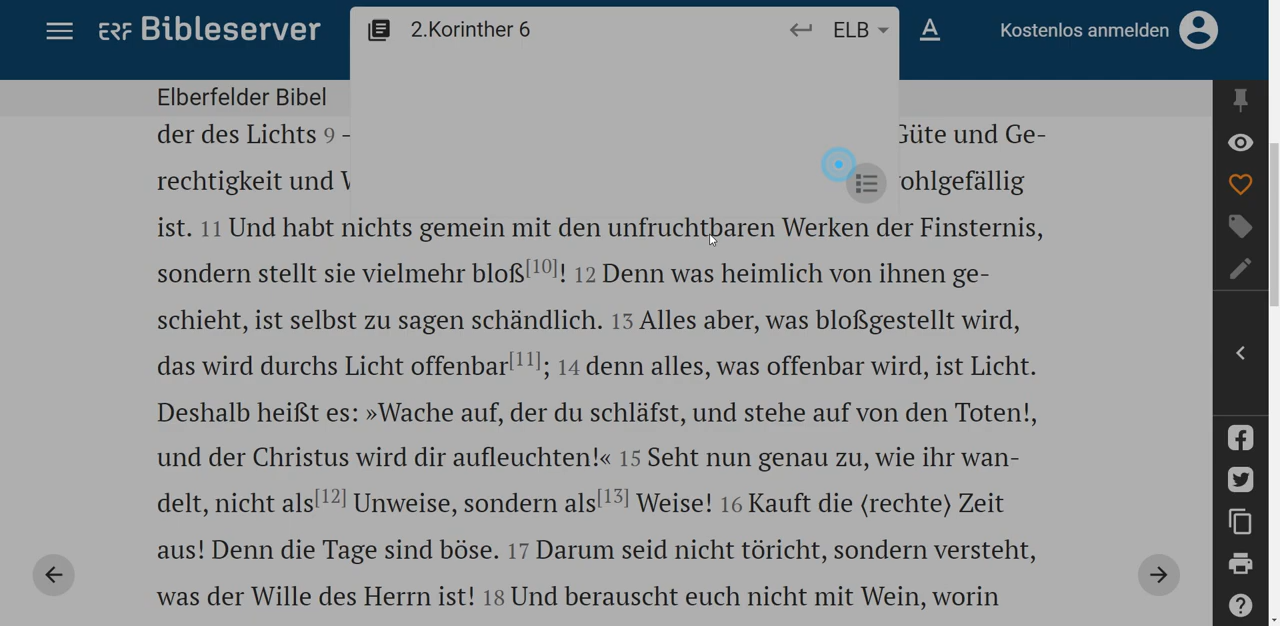 ERF Bibleserver
2.Korinther 6
ELB
A
Kostenlos anmelden
Elberfelder Bibel
der des Lichts 9 – Güte und Ge-
rechtigkeit und ohlgefällig
ist. 11 Und habt nichts gemein mit den unfruchtbaren Werken der Finsternis,
sondern stellt sie vielmehr bloß[10]! 12 Denn was heimlich von ihnen ge-
schieht, ist selbst zu sagen schändlich. 13 Alles aber, was bloßgestellt wird,
das wird durchs Licht offenbar[11]; 14 denn alles, was offenbar wird, ist Licht.
Deshalb heißt es: »Wache auf, der du schläfst, und stehe auf von den Toten!,
und der Christus wird dir aufleuchten!« 15 Seht nun genau zu, wie ihr wan-
delt, nicht als[12] Unweise, sondern als[13] Weise! 16 Kauft die ⟨rechte⟩ Zeit
aus! Denn die Tage sind böse. 17 Darum seid nicht töricht, sondern versteht,
was der Wille des Herrn ist! 18 Und berauscht euch nicht mit Wein, worin